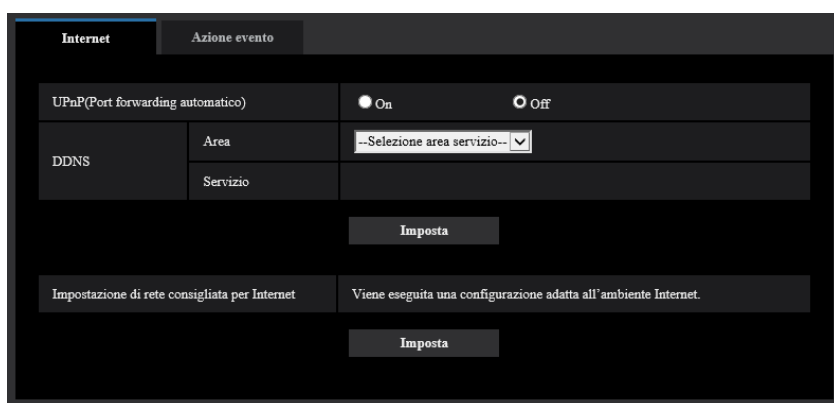 Internet Azione evento
UPnP(Port forwarding automatico) On Off
DDNS
Area --Selezione area servizio--
Servizio
Imposta
Impostazione di rete consigliata per Internet Viene eseguita una configurazione adatta all'ambiente Internet.
Imposta